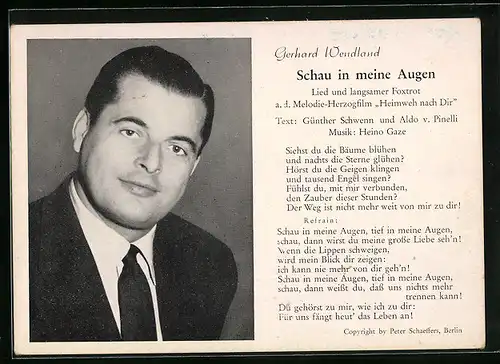 Gerhard Wendland
Schau in meine Augen
Lied und langsamer Foxtrot
a. d. Melodie-Herzogfilm „Heimweh nach Dir"
Text: Günther Schwenn und Aldo v. Pinelli
Musik: Heino Gaze
Siehst du die Bäume blühen
und nachts die Sterne glühen?
Hörst du die Geigen klingen
und tausend Engel singen?
Fühlst du, mit mir verbunden,
den Zauber dieser Stunden?
Der Weg ist nicht mehr weit von mir zu dir!
Refrain:
Schau in meine Augen, tief in meine Augen,
schau, dann wirst du meine große Liebe seh'n!
Wenn die Lippen schweigen,
wird mein Blick dir zeigen:
ich kann nie mehr von dir geh'n!
Schau in meine Augen, tief in meine Augen,
schau, dann weißt du, daß uns nichts mehr
trennen kann!
Du gehörst zu mir, wie ich zu dir:
Für uns fängt heut' das Leben an!
Copyright by Peter Schaeffers, Berlin